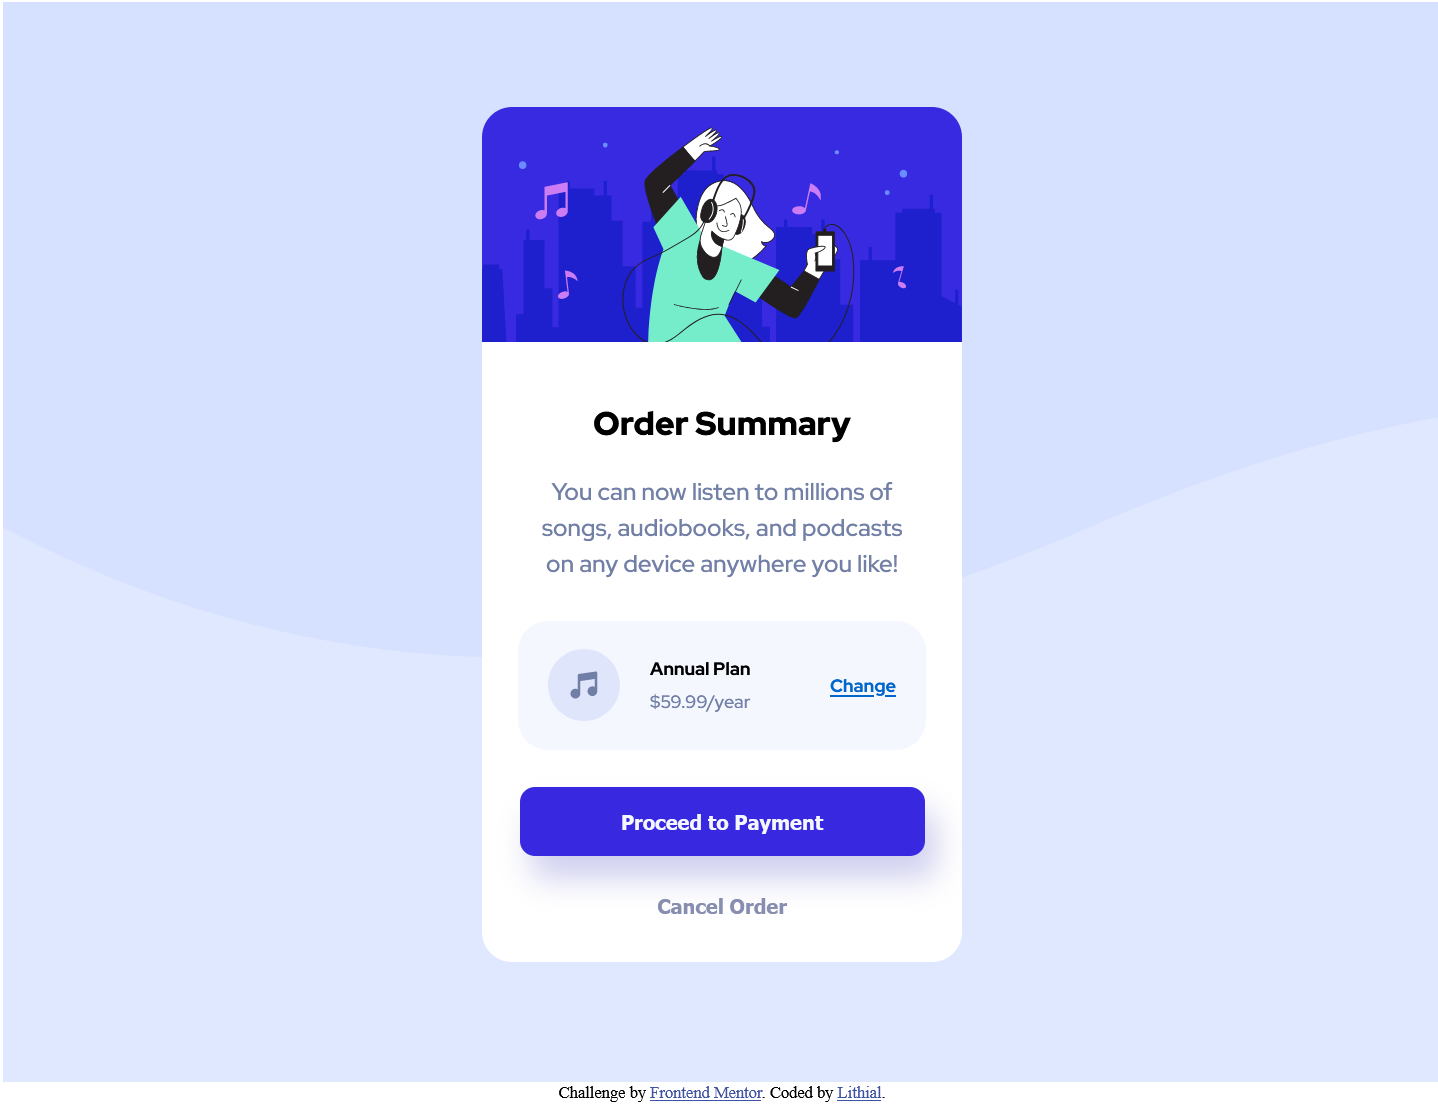 Order Summary
You can now listen to millions of
songs, audiobooks, and podcasts
on any device anywhere you like!
Annual Plan
$59.99/year
Change
Proceed to Payment
Cancel Order
Challenge by Frontend Mentor. Coded by Lithial.